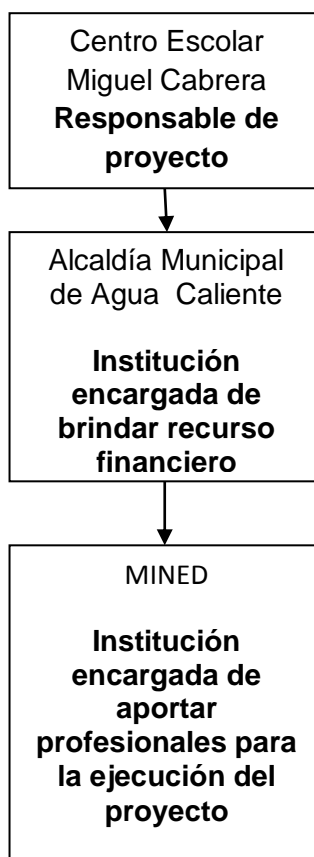 Centro Escolar
Miguel Cabrera
Responsable de
proyecto
Alcaldía Municipal
de Agua Caliente
Institución
encargada de
brindar recurso
financiero
MINED
Institución
encargada de
aportar
profesionales para
la ejecución del
proyecto